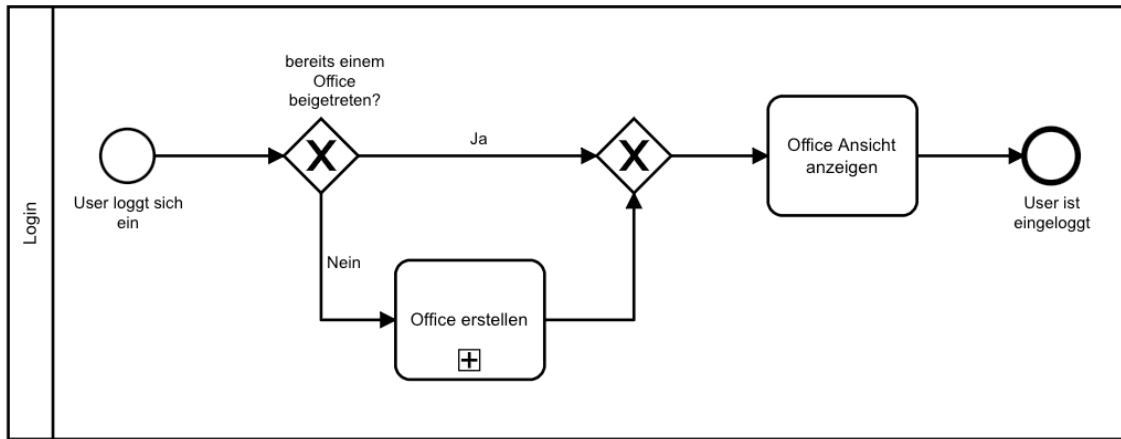 Login
User loggt sich
ein
bereits einem
Office
beigetreten?
Ja
Nein
Office erstellen
Office Ansicht
anzeigen
User ist
eingeloggt